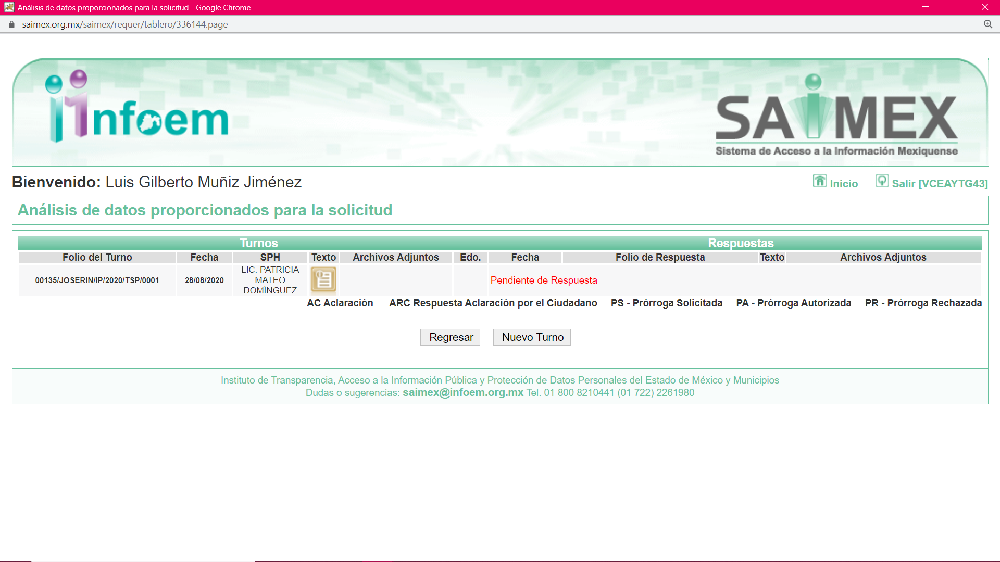 Análisis de datos proporcionados para la solicitud - Google Chrome
saimex.org.mx/saimex/requer/tablero/336144.page
infoem
SAIMEX
Sistema de Acceso a la Información Mexiquense
Bienvenido: Luis Gilberto Muñiz Jiménez
Inicio Salir [VCEAYTG43]
Análisis de datos proporcionados para la solicitud
Turnos Respuestas
Folio del Turno Fecha SPH Texto Archivos Adjuntos Edo. Fecha Folio de Respuesta Texto Archivos Adjuntos
00135/JOSERIN/IP/2020/TSP/0001 28/08/2020 LIC. PATRICIA
MATEO
DOMÍNGUEZ
Pendiente de Respuesta
AC Aclaración ARC Respuesta Aclaración por el Ciudadano PS - Prórroga Solicitada PA - Prórroga Autorizada PR - Prórroga Rechazada
Regresar Nuevo Turno
Instituto de Transparencia, Acceso a la Información Pública y Protección de Datos Personales del Estado de México y Municipios
Dudas o sugerencias: saimex@infoem.org.mx Tel. 01 800 8210441 (01 722) 2261980